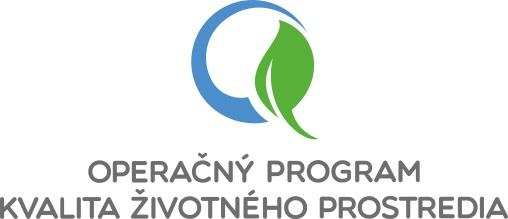 OPERAČNÝ PROGRAM
KVALITA ŽIVOTNÉHO PROSTREDIA